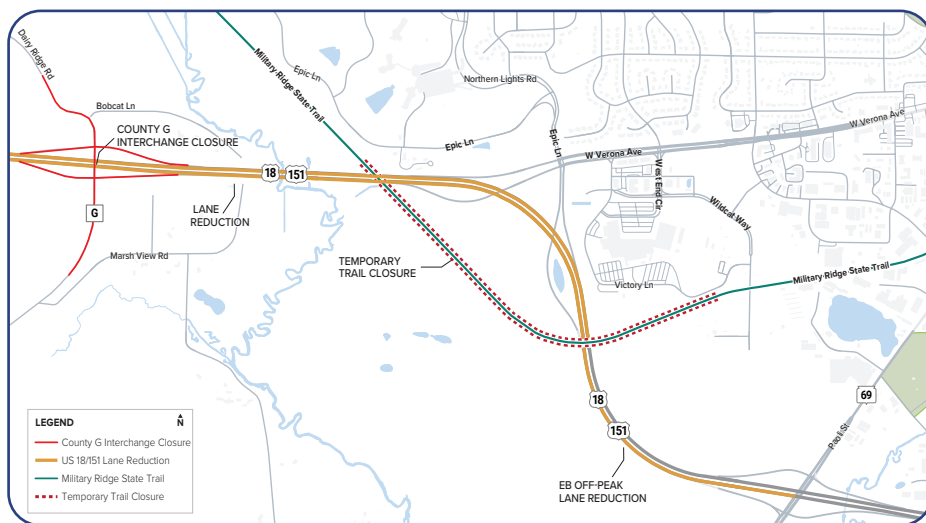 Dairy Ridge Rd
Bobcat Ln
COUNTY G
INTERCHANGE CLOSURE
Military Ridge State Trail
Epic Ln
Northern Lights Rd
Epic Ln
Epic Ln
W Verona Ave
W Verona Ave
West End Cir
Wildcat Way
18
151
LANE
REDUCTION
G
Marsh View Rd
TEMPORARY
TRAIL CLOSURE
Victory Ln
Military Ridge State Trail
18
151
69
Paoli St
EB OFF-PEAK
LANE REDUCTION
LEGEND
N
County G Interchange Closure
US 18/151 Lane Reduction
Military Ridge State Trail
Temporary Trail Closure